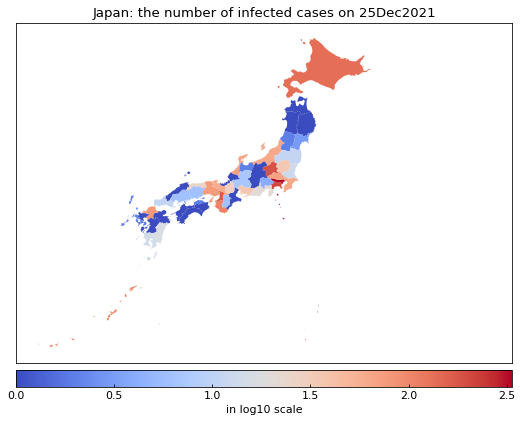 Japan: the number of infected cases on 25Dec2021
0.0 0.5 1.0 1.5 2.0 2.5
in log10 scale